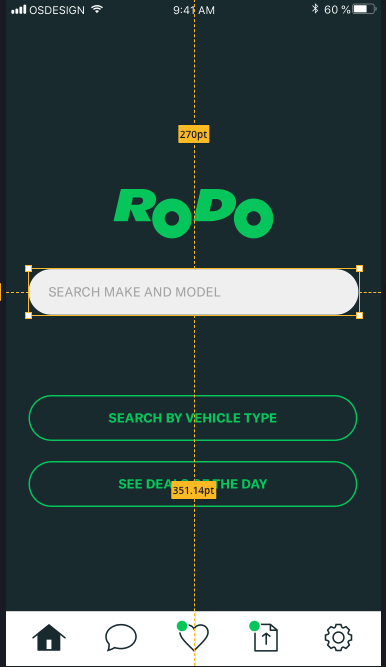 OSDESIGN 9:41 AM 60 %
270pt
RoDo
SEARCH MAKE AND MODEL
SEARCH BY VEHICLE TYPE
SEE DEALS OF THE DAY
351.14pt